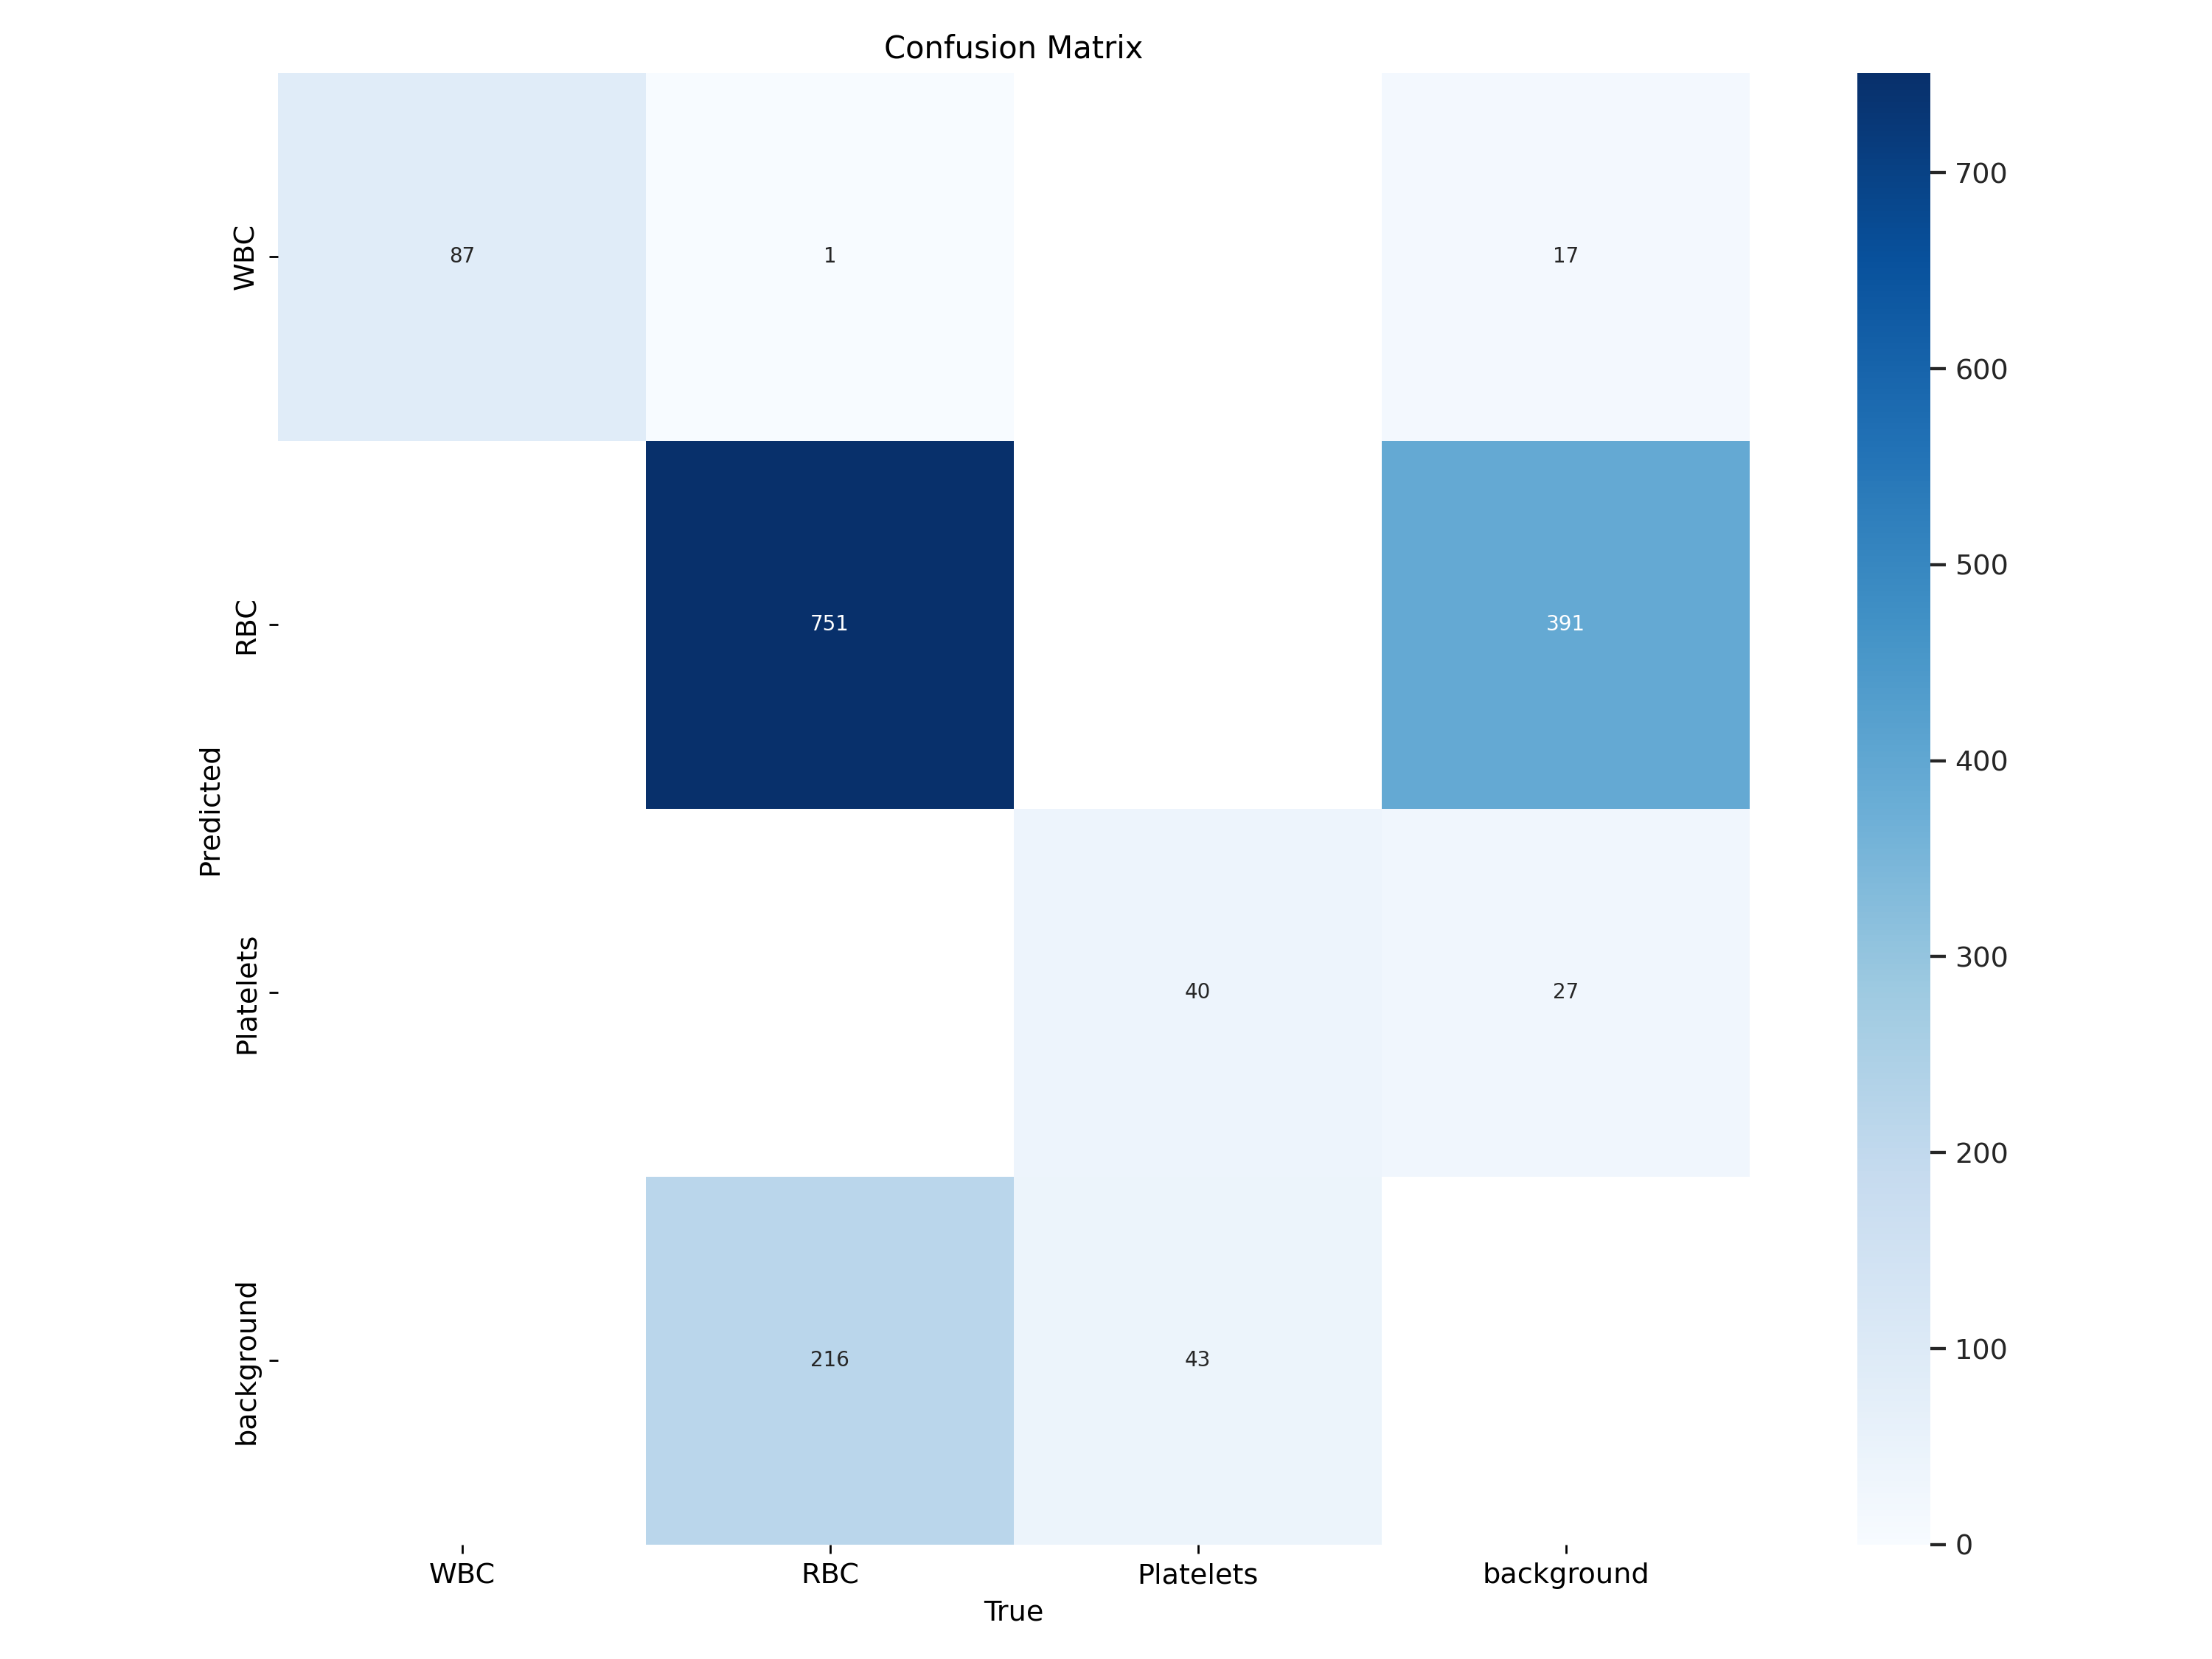 Confusion Matrix
WBC
87
1
17
700
600
RBC
751
391
500
400
Predicted
Platelets
40
27
300
200
background
216
43
100
0
WBC
RBC
Platelets
background
True